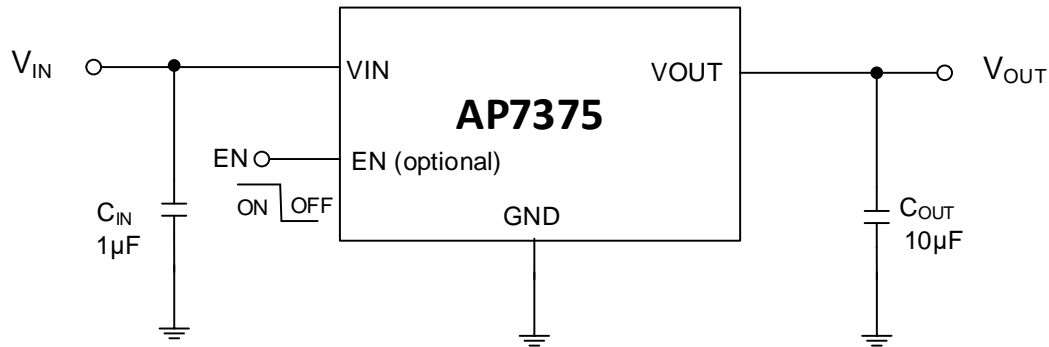 VIN
VIN
VOUT
VOUT
AP7375
EN
EN (optional)
ON
OFF
GND
CIN
1µF
COUT
10µF